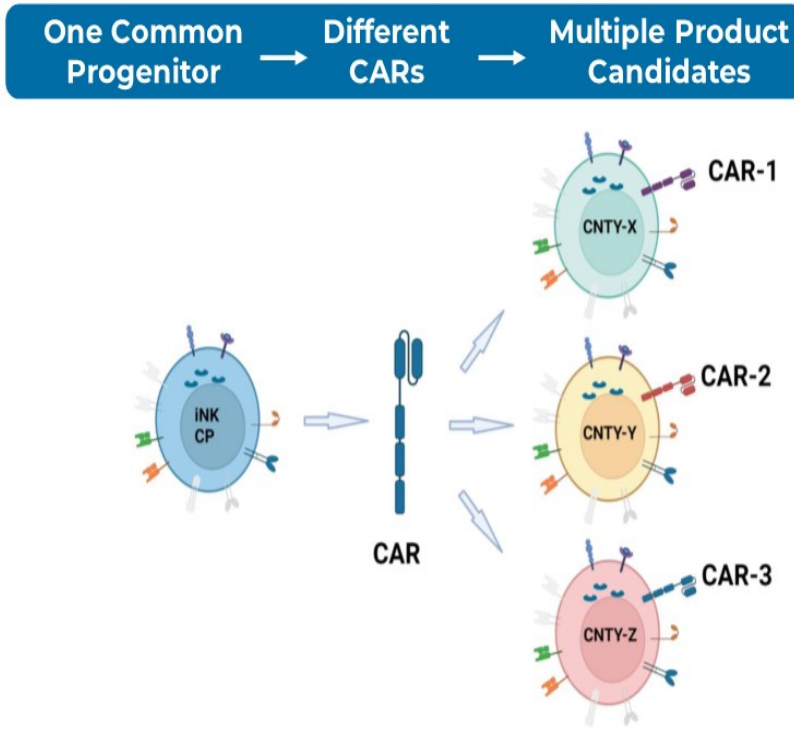 One Common Progenitor → Different CARs → Multiple Product Candidates
CAR-1
CNTY-X
iNK
CP
CAR
CAR-2
CNTY-Y
CAR-3
CNTY-Z